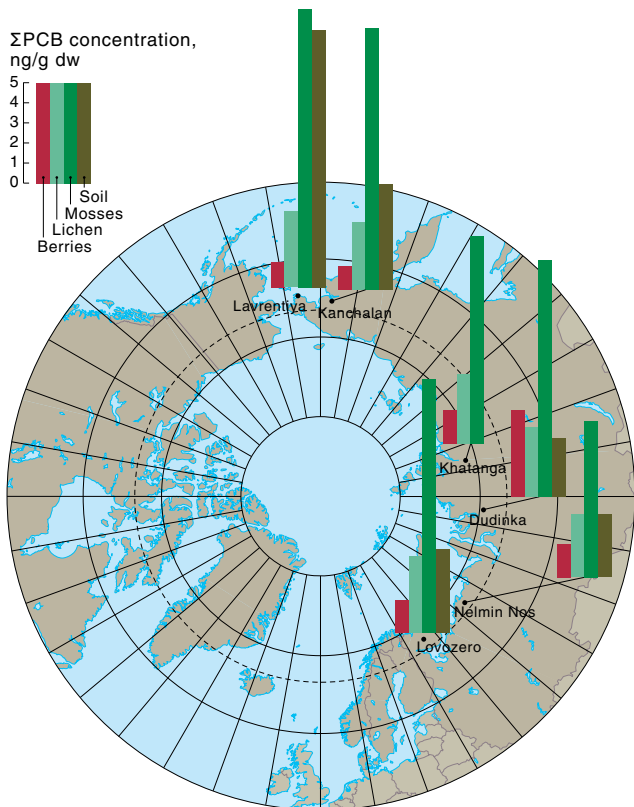 ΣPCB concentration,
ng/g dw
5
4
3
2
1
0
Soil
Mosses
Lichen
Berries
Lavrentiya
Kanchalan
Khatanga
Dudinka
Nelmin Nos
Lovozero